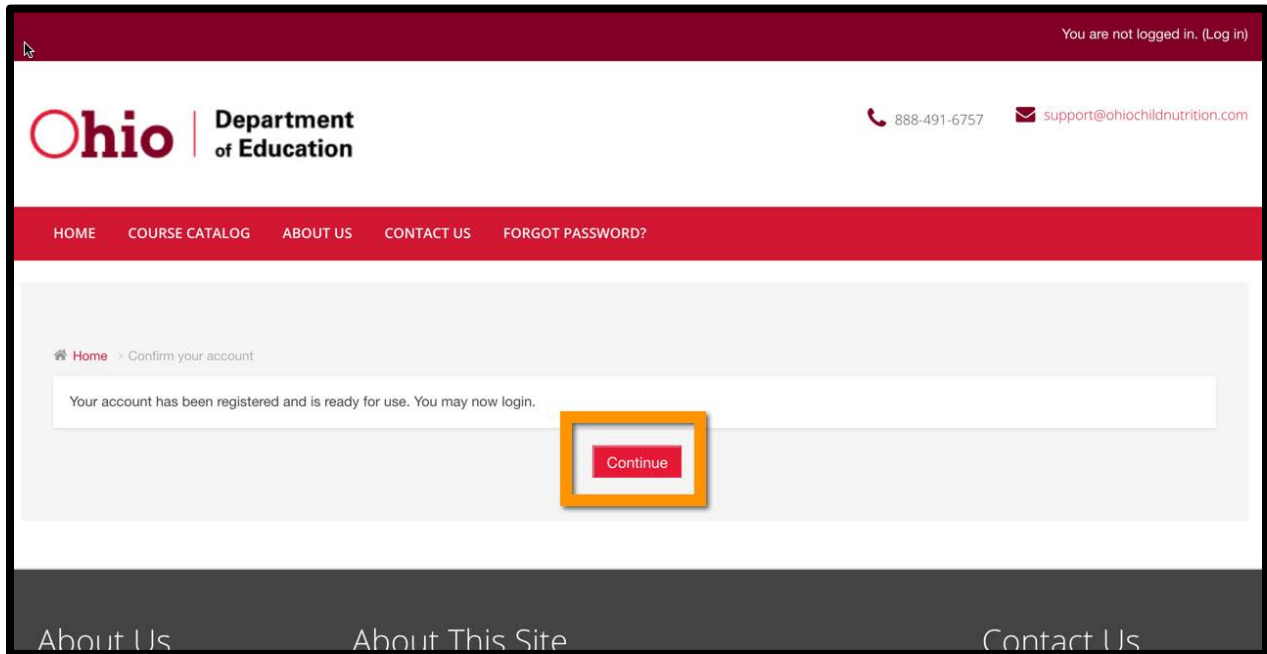 You are not logged in. (Log in)
Ohio Department
of Education
888-491-6757
support@ohiochildnutrition.com
HOME COURSE CATALOG ABOUT US CONTACT US FORGOT PASSWORD?
Home > Confirm your account
Your account has been registered and is ready for use. You may now login.
Continue
About Us About This Site Contact Us